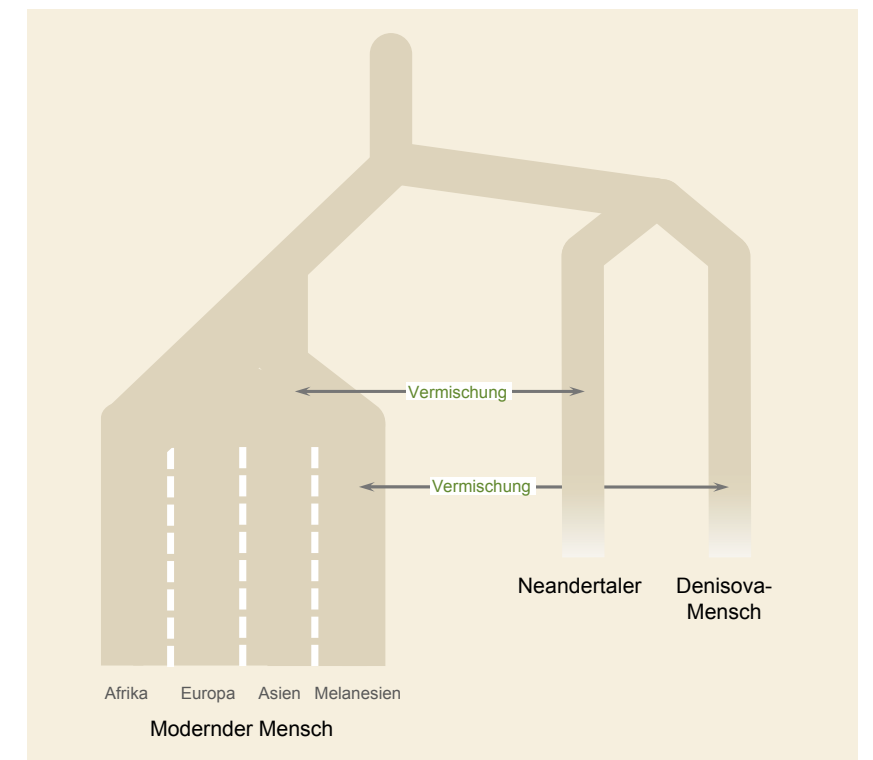 Vermischung
Vermischung
Neandertaler
Denisova-
Mensch
Afrika
Europa
Asien
Melanesien
Modernder Mensch